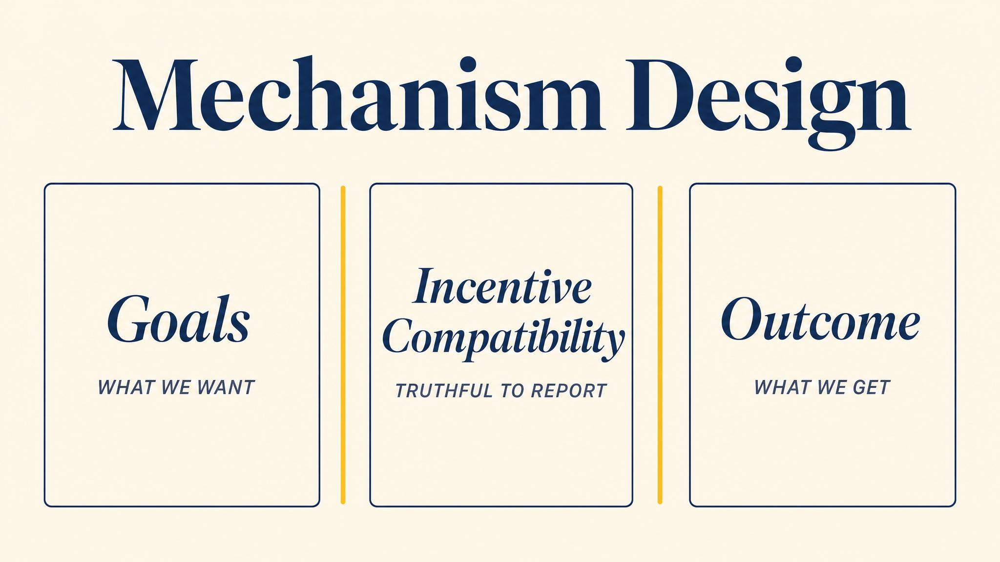 Mechanism Design
Goals
WHAT WE WANT
Incentive
Compatibility
TRUTHFUL TO REPORT
Outcome
WHAT WE GET